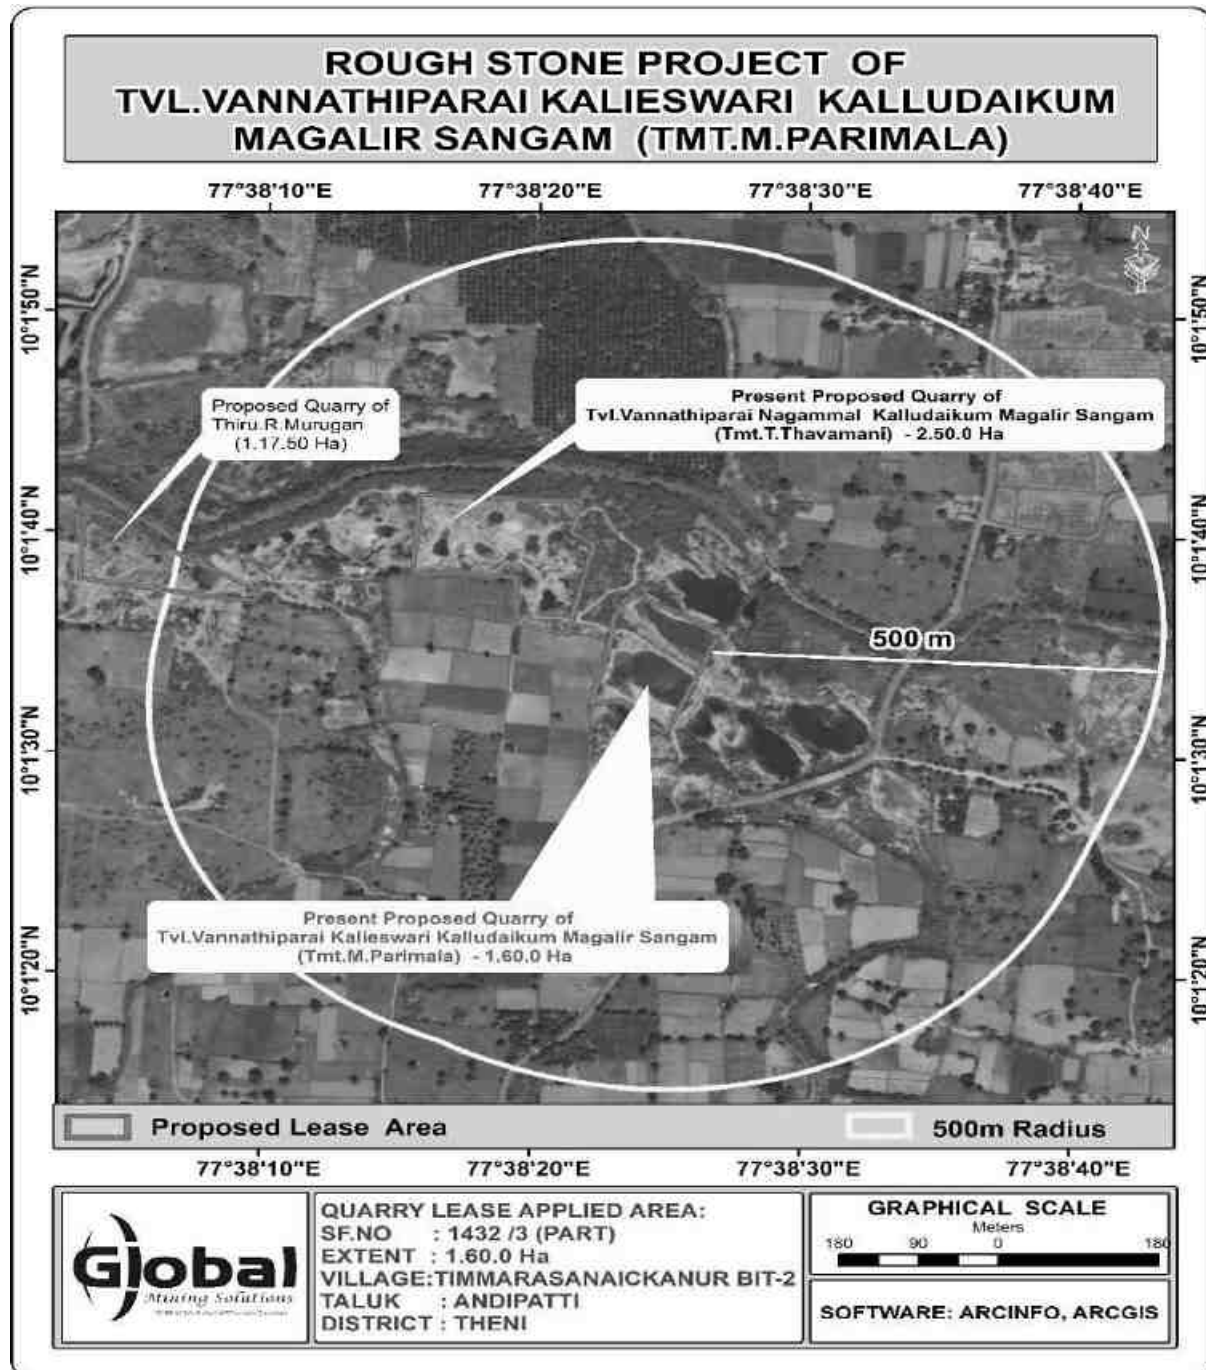 ROUGH STONE PROJECT OF
TVL.VANNATHIPARAI KALIESWARI KALLUDAIKUM
MAGALIR SANGAM (TMT.M.PARIMALA)
77°38'10"E 77°38'20"E 77°38'30"E 77°38'40"E
N
10°1'50"N
10°1'50"N
Proposed Quarry of
Thiru.R.Murugan
(1.17.50 Ha)
Present Proposed Quarry of
Tvl.Vannathiparai Nagammal Kalludaikum Magalir Sangam
(Tmt.T.Thavamani) - 2.50.0 Ha
10°1'40"N
10°1'40"N
500 m
10°1'30"N
10°1'30"N
Present Proposed Quarry of
Tvl.Vannathiparai Kalieswari Kalludaikum Magalir Sangam
(Tmt.M.Parimala) - 1.60.0 Ha
10°1'20"N
10°1'20"N
Proposed Lease Area
500m Radius
77°38'10"E 77°38'20"E 77°38'30"E 77°38'40"E
Global
Mining Solutions
QUARRY LEASE APPLIED AREA:
SF.NO : 1432 /3 (PART)
EXTENT : 1.60.0 Ha
VILLAGE:TIMMARASANAICKANUR BIT-2
TALUK : ANDIPATTI
DISTRICT : THENI
GRAPHICAL SCALE
Meters
180 90 0 180
SOFTWARE: ARCINFO, ARCGIS